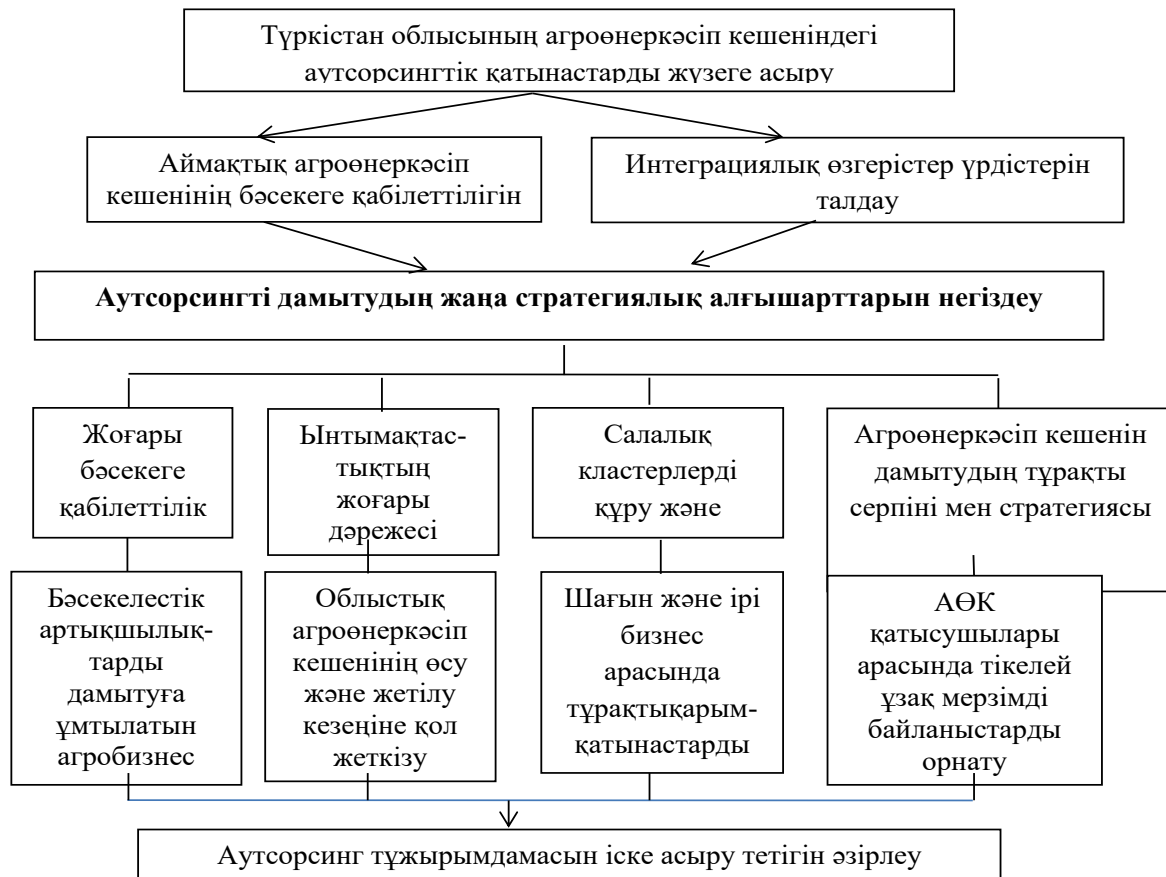 Түркістан облысының агроөнеркәсіп кешеніндегі
аутсорсингтік қатынастарды жүзеге асыру
Аймақтық агроөнеркәсіп
кешенінің бәсекеге қабілеттілігін
Интеграциялық өзгерістер үрдістерін
талдау
Аутсорсингті дамытудың жаңа стратегиялық алғышарттарын негіздеу
Жоғары
бәсекеге
қабілеттілік
Ынтымақтас-
тықтың
жоғары
дәрежесі
Салалық
кластерлерді
құру және
Агроөнеркәсіп кешенін
дамытудың тұрақты
серпіні мен стратегиясы
Бәсекелестік
артықшылық-
тарды
дамытуға
ұмтылатын
агробизнес
Облыстық
агроөнеркәсіп
кешенінің өсу
және жетілу
кезеңіне қол
жеткізу
Шағын және ірі
бизнес
арасында
тұрақтықарым-
қатынастарды
АӨК
қатысушылары
арасында тікелей
ұзақ мерзімді
байланыстарды
орнату
Аутсорсинг тұжырымдамасын іске асыру тетігін әзірлеу